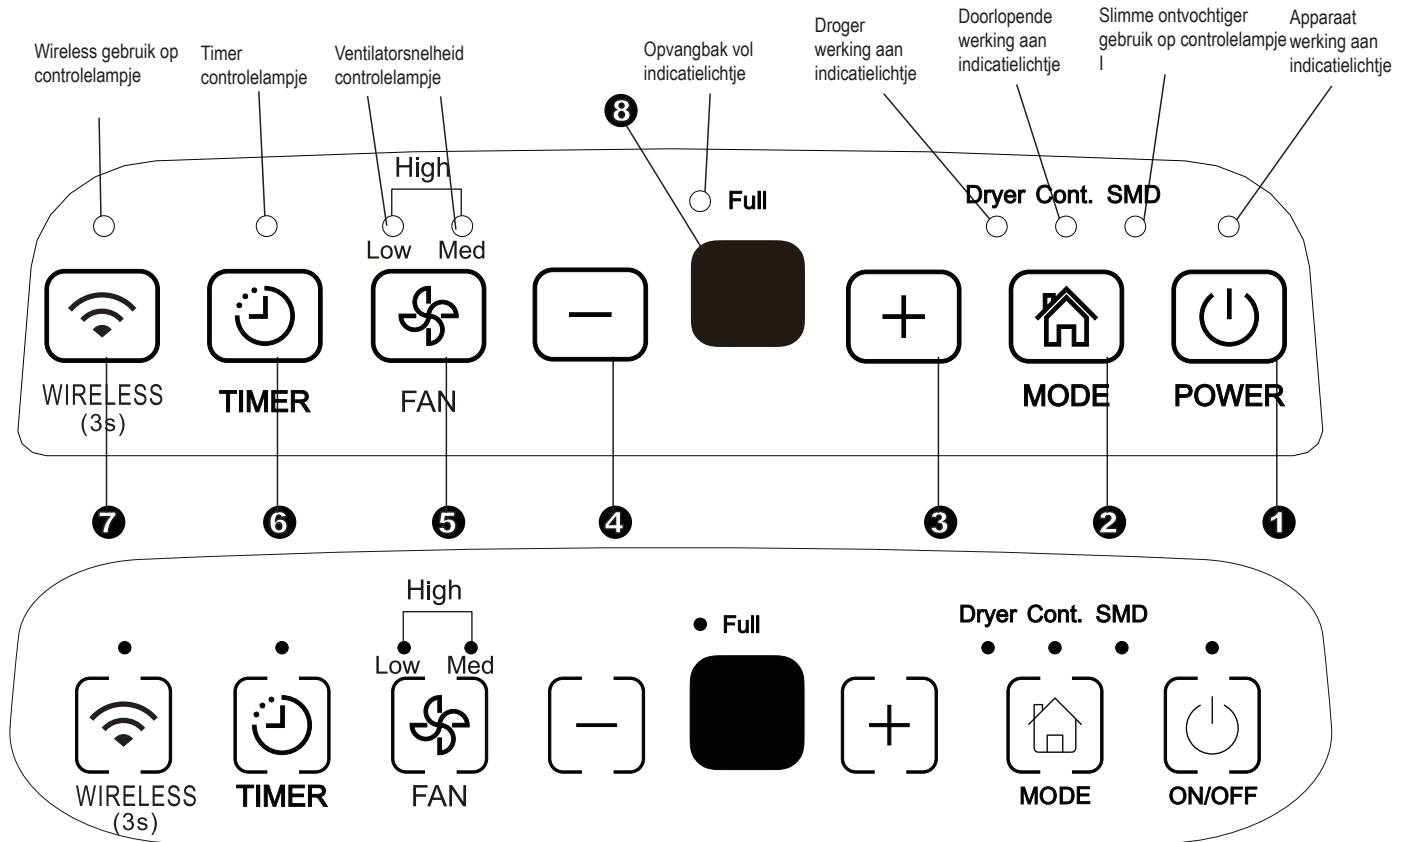 Wireless gebruik op
controlelampje
Timer
controlelampje
Ventilatorsnelheid
controlelampje
Opvangbak vol
indicatielichtje
Droger
werking aan
indicatielichtje
Doorlopende
werking aan
indicatielichtje
Slimme ontvochtiger
gebruik op controlelampje
l
Apparaat
werking aan
indicatielichtje
8
High
Low Med
Full
Dryer Cont. SMD
WIRELESS
(3s)
TIMER
FAN
MODE
POWER
7 6 5 4 3 2 1
High
Low Med
Full
Dryer Cont. SMD
WIRELESS
(3s)
TIMER
FAN
MODE
ON/OFF